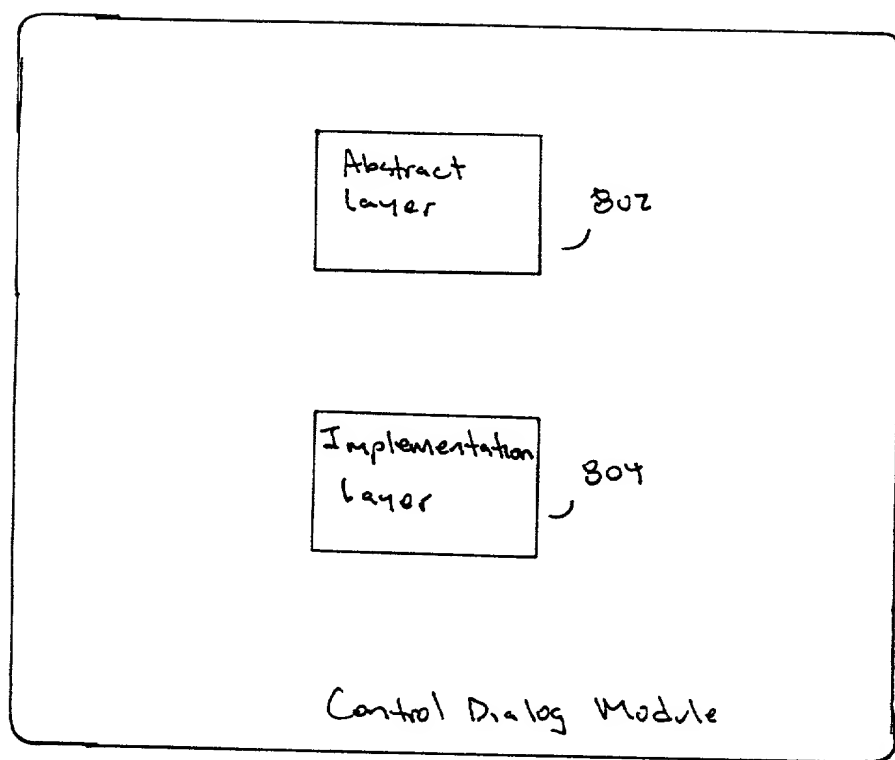 Abstract
Layer
802
Implementation
Layer
804
Control Dialog Module